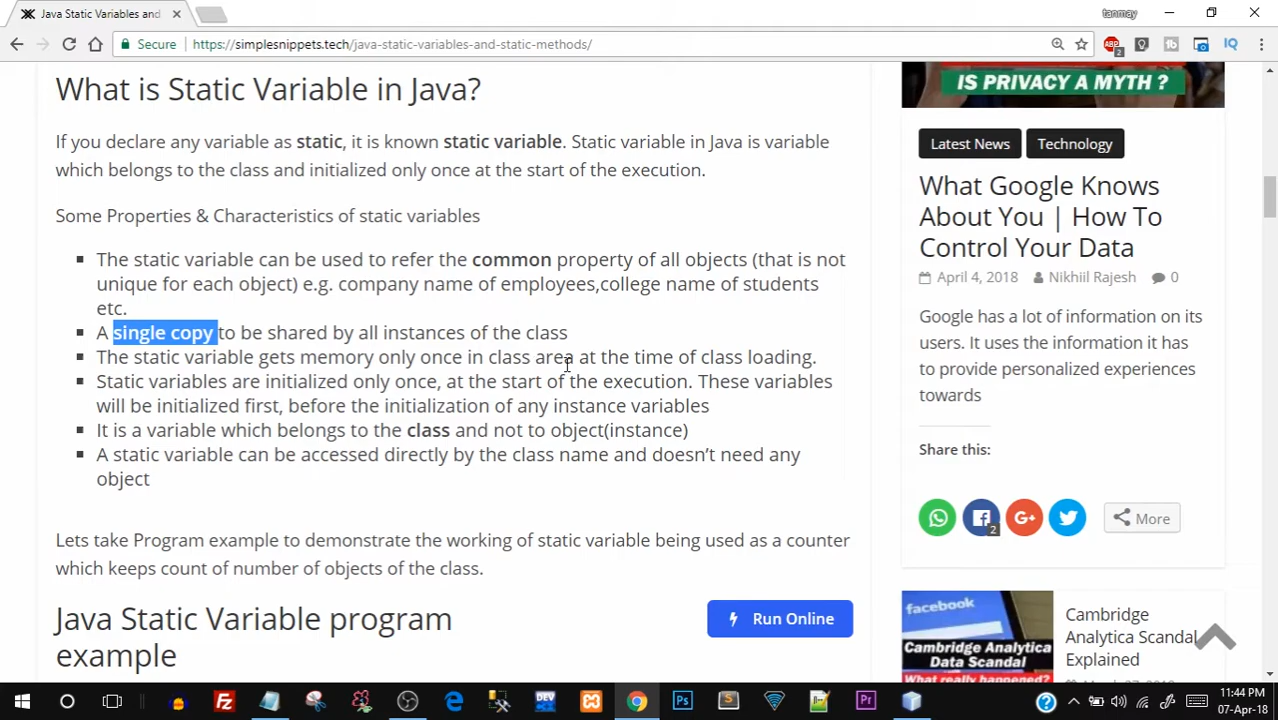 Java Static Variables and
tanmay
Secure
https://simplesnippets.tech/java-static-variables-and-static-methods/
What is Static Variable in Java?
If you declare any variable as static, it is known static variable. Static variable in Java is variable
which belongs to the class and initialized only once at the start of the execution.
Some Properties & Characteristics of static variables
The static variable can be used to refer the common property of all objects (that is not
unique for each object) e.g. company name of employees,college name of students
etc.
A single copy to be shared by all instances of the class
The static variable gets memory only once in class area at the time of class loading.
Static variables are initialized only once, at the start of the execution. These variables
will be initialized first, before the initialization of any instance variables
It is a variable which belongs to the class and not to object(instance)
A static variable can be accessed directly by the class name and doesn't need any
object
Lets take Program example to demonstrate the working of static variable being used as a counter
which keeps count of number of objects of the class.
Java Static Variable program
example
Run Online
IS PRIVACY A MYTH ?
Latest News
Technology
What Google Knows
About You | How To
Control Your Data
April 4, 2018
Nikhiil Rajesh
0
Google has a lot of information on its
users. It uses the information it has
to provide personalized experiences
towards
Share this:
2
More
facebook
Cambridge Analytica
Data Scandal
What really happened?
Cambridge
Analytica Scandal
Explained
11:44 PM
07-Apr-18